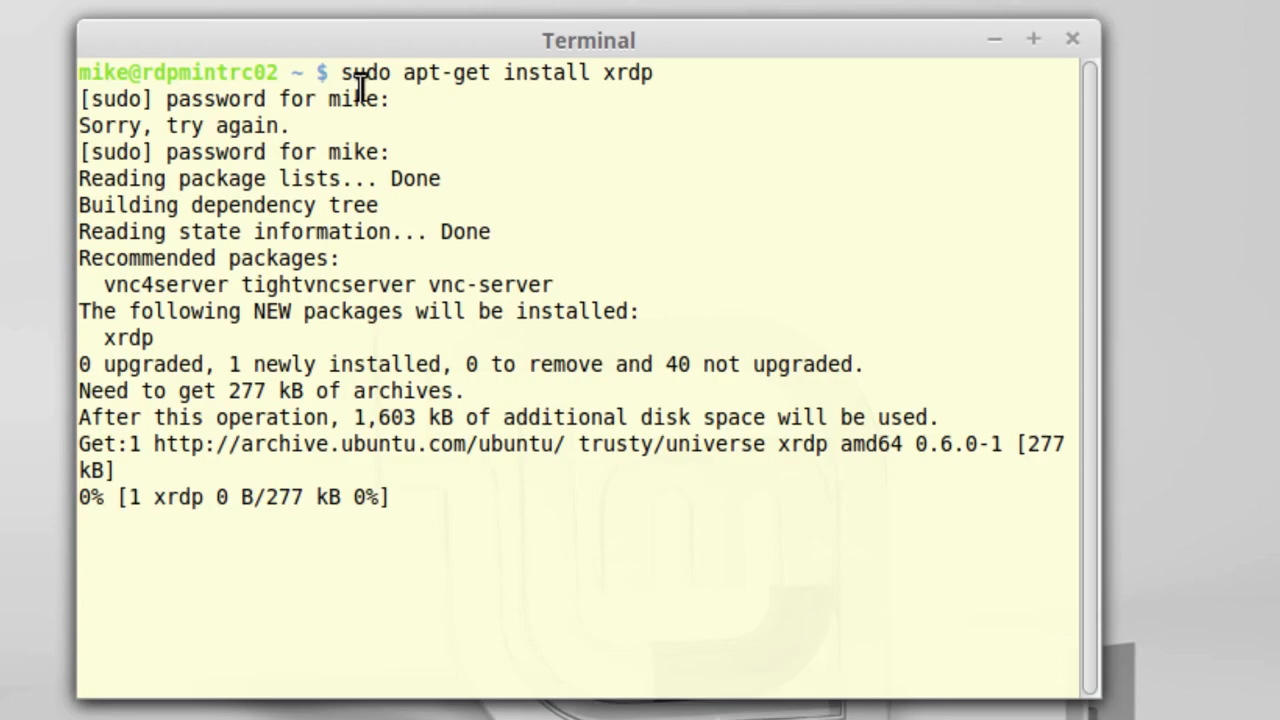 Terminal
mike@rdpmintrc02 ~ $ sudo apt-get install xrdp
[sudo] password for mike:
Sorry, try again.
[sudo] password for mike:
Reading package lists... Done
Building dependency tree
Reading state information... Done
Recommended packages:
  vnc4server tightvncserver vnc-server
The following NEW packages will be installed:
  xrdp
0 upgraded, 1 newly installed, 0 to remove and 40 not upgraded.
Need to get 277 kB of archives.
After this operation, 1,603 kB of additional disk space will be used.
Get:1 http://archive.ubuntu.com/ubuntu/ trusty/universe xrdp amd64 0.6.0-1 [277
kB]
0% [1 xrdp 0 B/277 kB 0%]